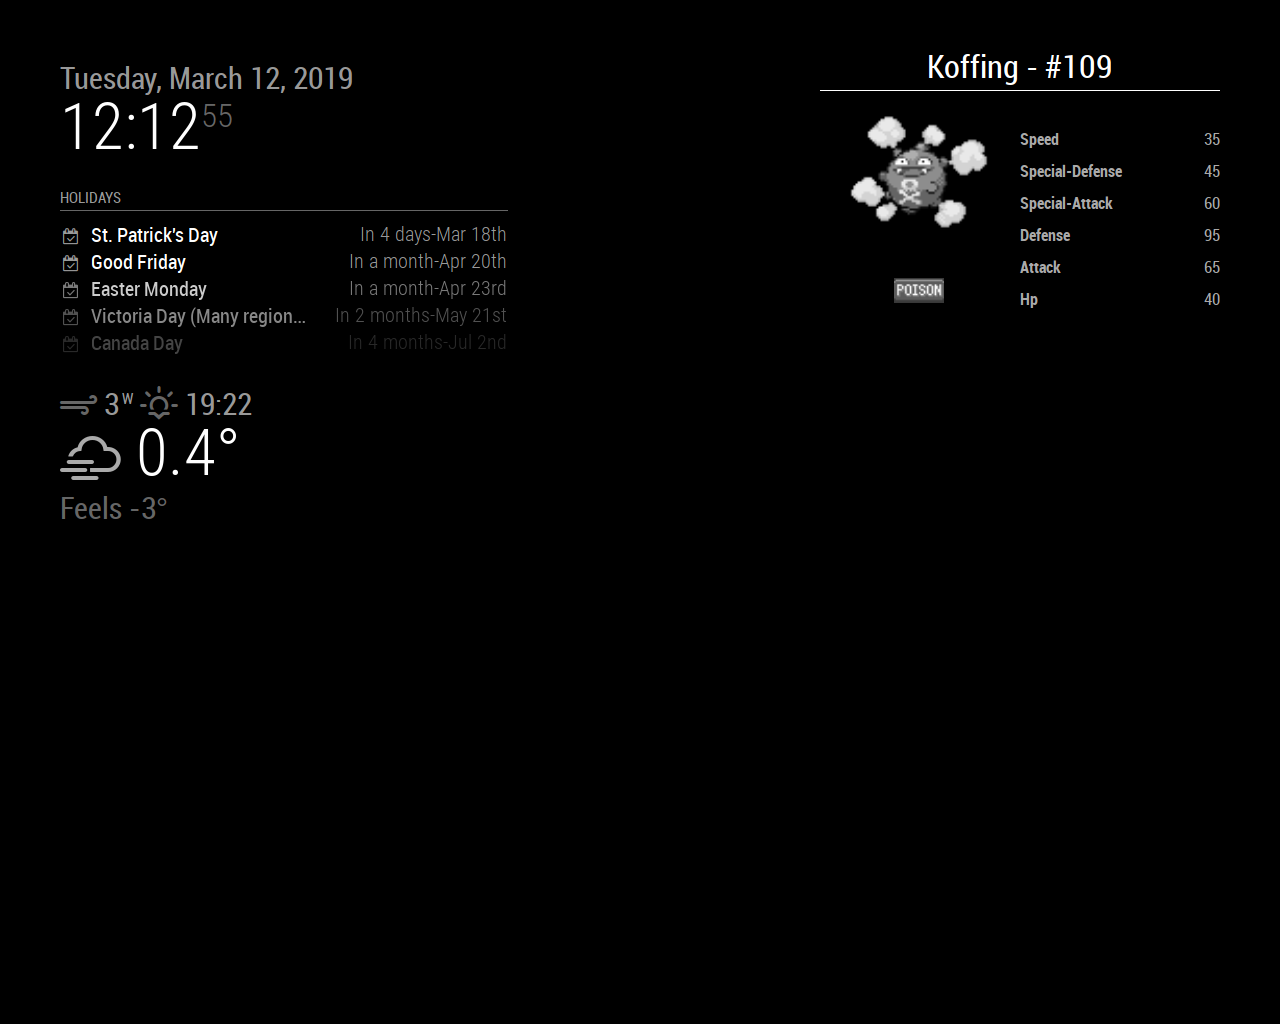 Tuesday, March 12, 2019
12:12 55
HOLIDAYS
St. Patrick's Day In 4 days-Mar 18th
Good Friday In a month-Apr 20th
Easter Monday In a month-Apr 23rd
Victoria Day (Many region... In 2 months-May 21st
Canada Day In 4 months-Jul 2nd
3 W 19:22
0.4°
Feels -3°
Koffing - #109
Speed 35
Special-Defense 45
Special-Attack 60
Defense 95
Attack 65
Hp 40
POISON